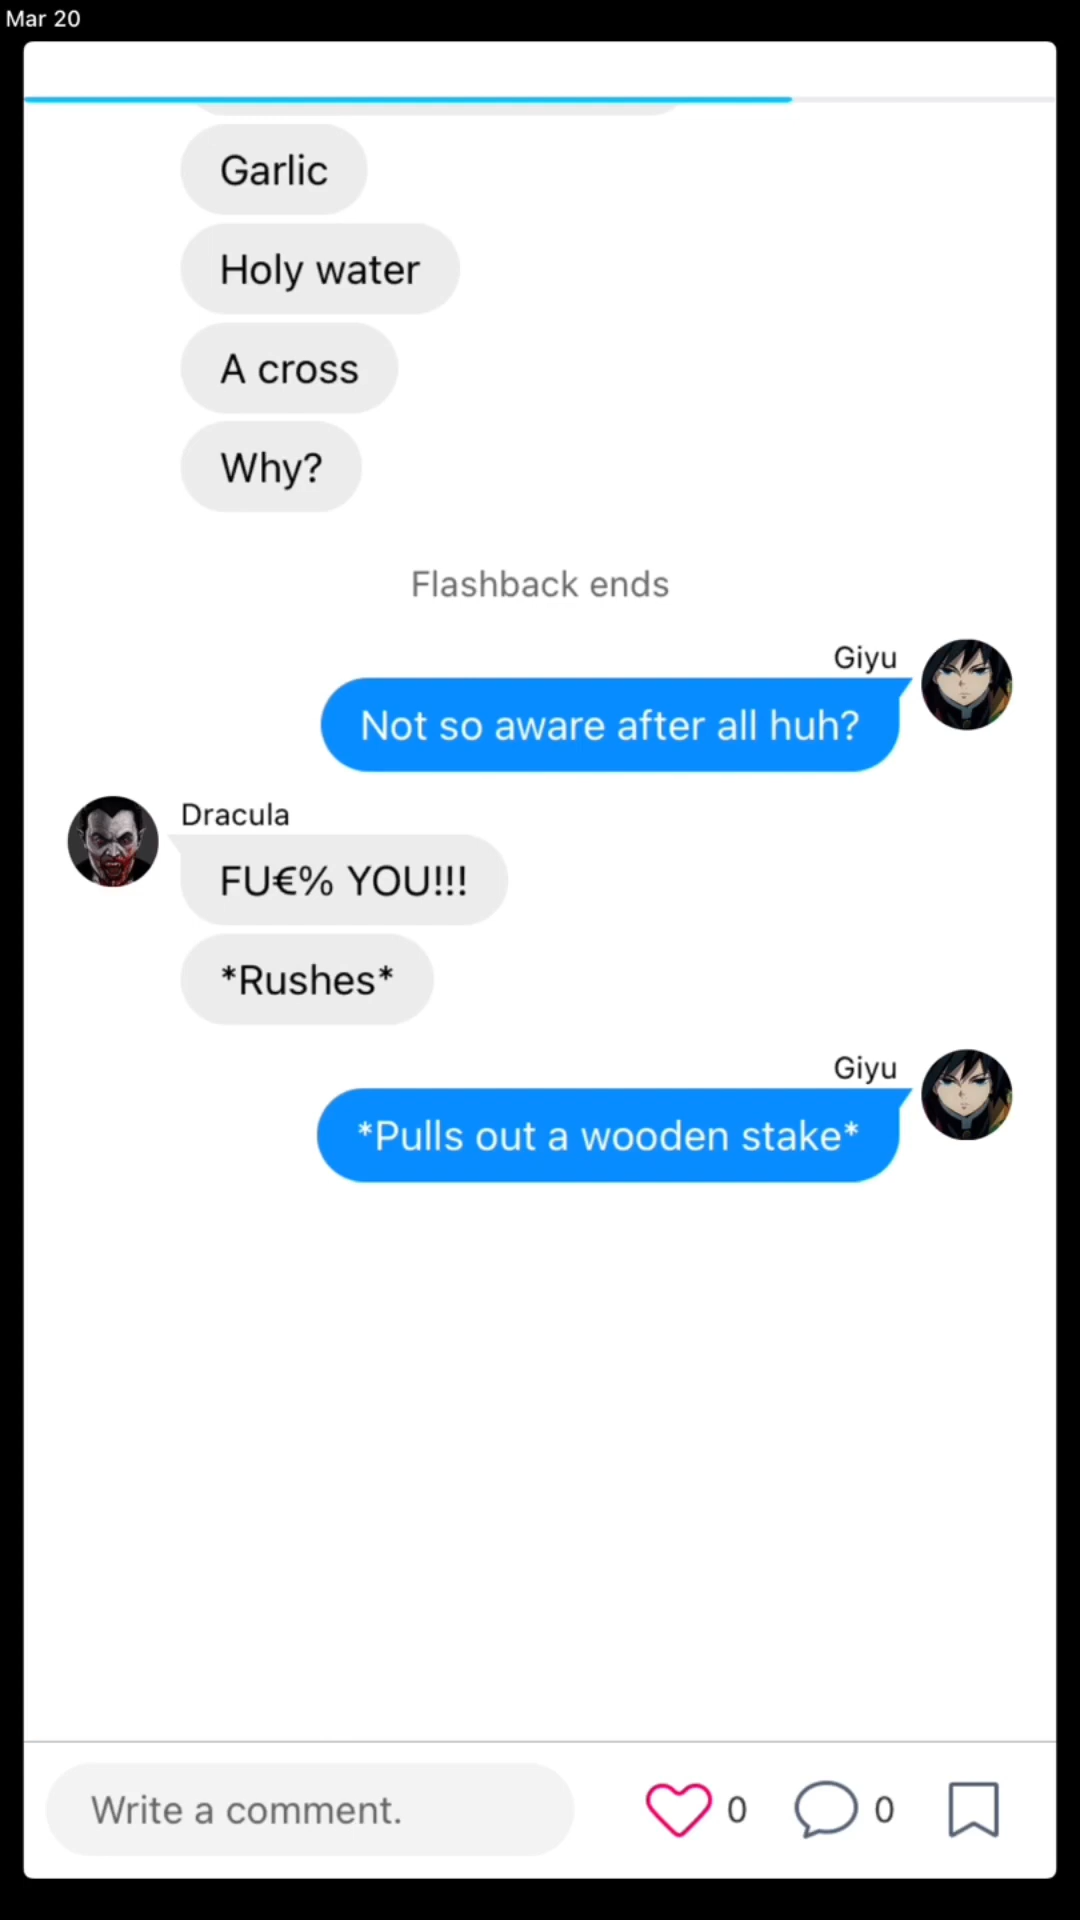 Mar 20
Garlic
Holy water
A cross
Why?
Flashback ends
Giyu
Not so aware after all huh?
Dracula
FU€% YOU!!!
*Rushes*
Giyu
*Pulls out a wooden stake*
Write a comment.
0
0